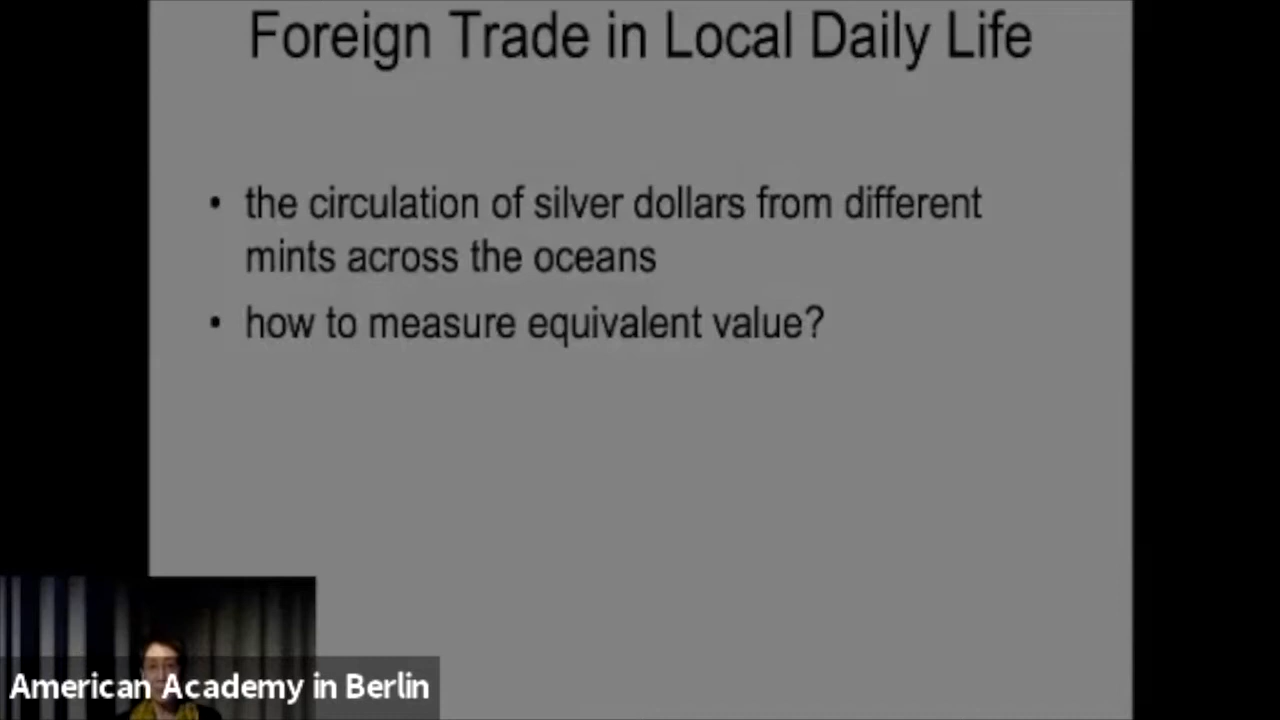 Foreign Trade in Local Daily Life
• the circulation of silver dollars from different
mints across the oceans
• how to measure equivalent value?
American Academy in Berlin